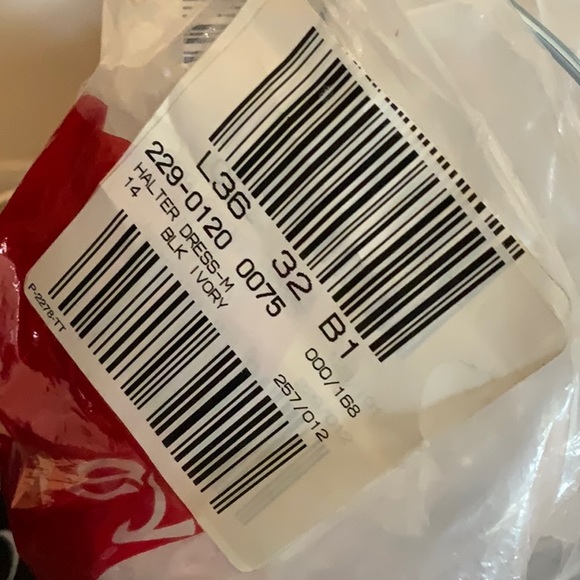 L36 32 B1
229-0120 0075 000/168
HALTER DRESS-M 257/012
14 BLK IVORY
P-2278-TT